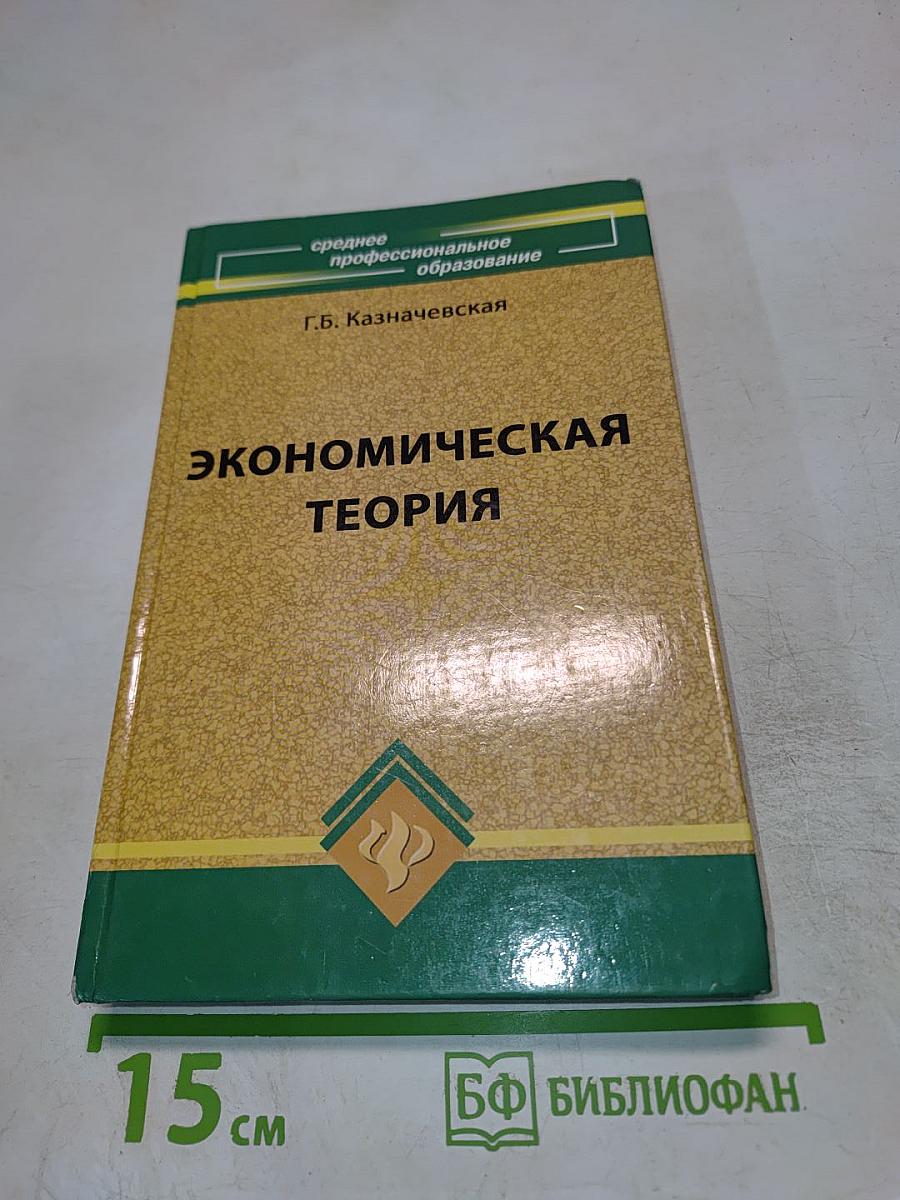 среднее
профессиональное
образование
Г.Б. Казначевская
ЭКОНОМИЧЕСКАЯ
ТЕОРИЯ
15 см
БФ БИБЛИОФАН